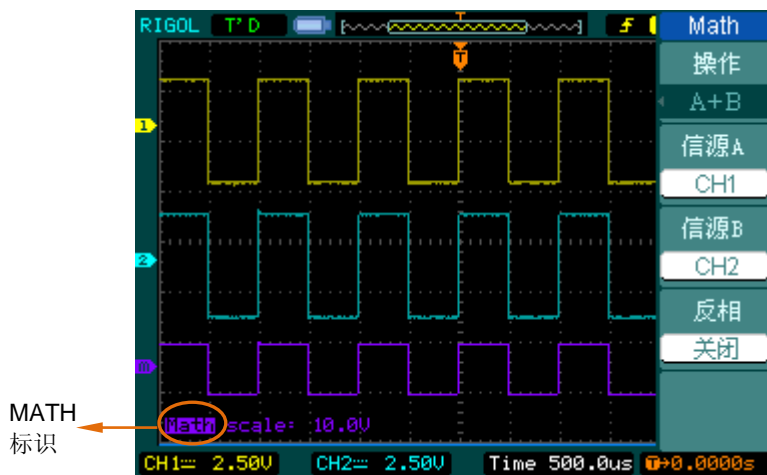 RIGOL T'D T f Math
操作
A+B
信源A
CH1
信源B
CH2
反相
关闭
T
1
2
m
Math scale: 10.0V
MATH
标识
CH1 2.50V CH2 2.50V Time 500.0us T→0.0000s